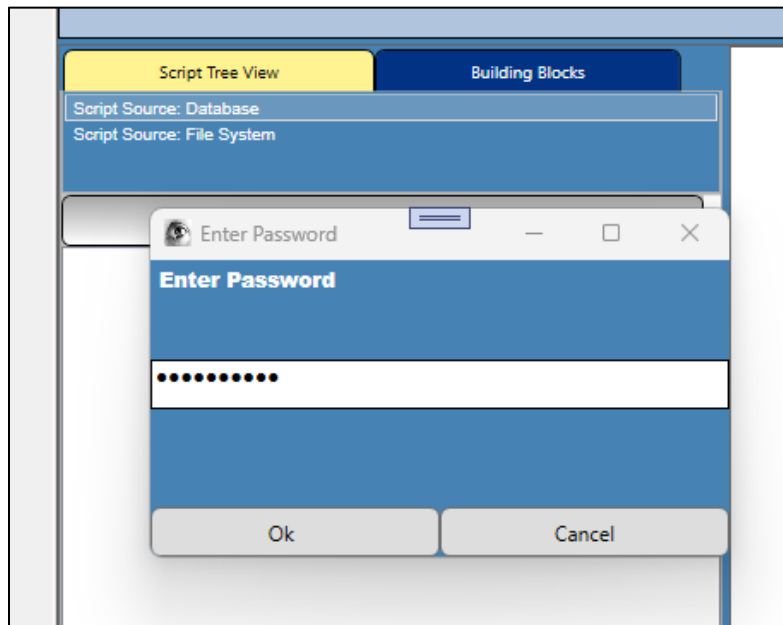 Script Tree View
Building Blocks
Script Source: Database
Script Source: File System
Enter Password
Enter Password
••••••••••
Ok
Cancel